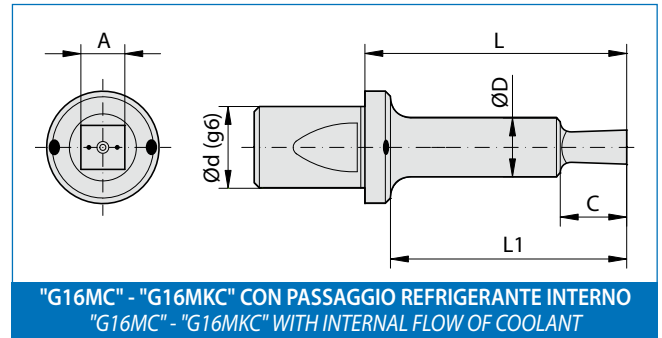 A
L
ØD
Ød (g6)
C
L1
"G16MC" - "G16MKC" CON PASSAGGIO REFRIGERANTE INTERNO
"G16MC" - "G16MKC" WITH INTERNAL FLOW OF COOLANT